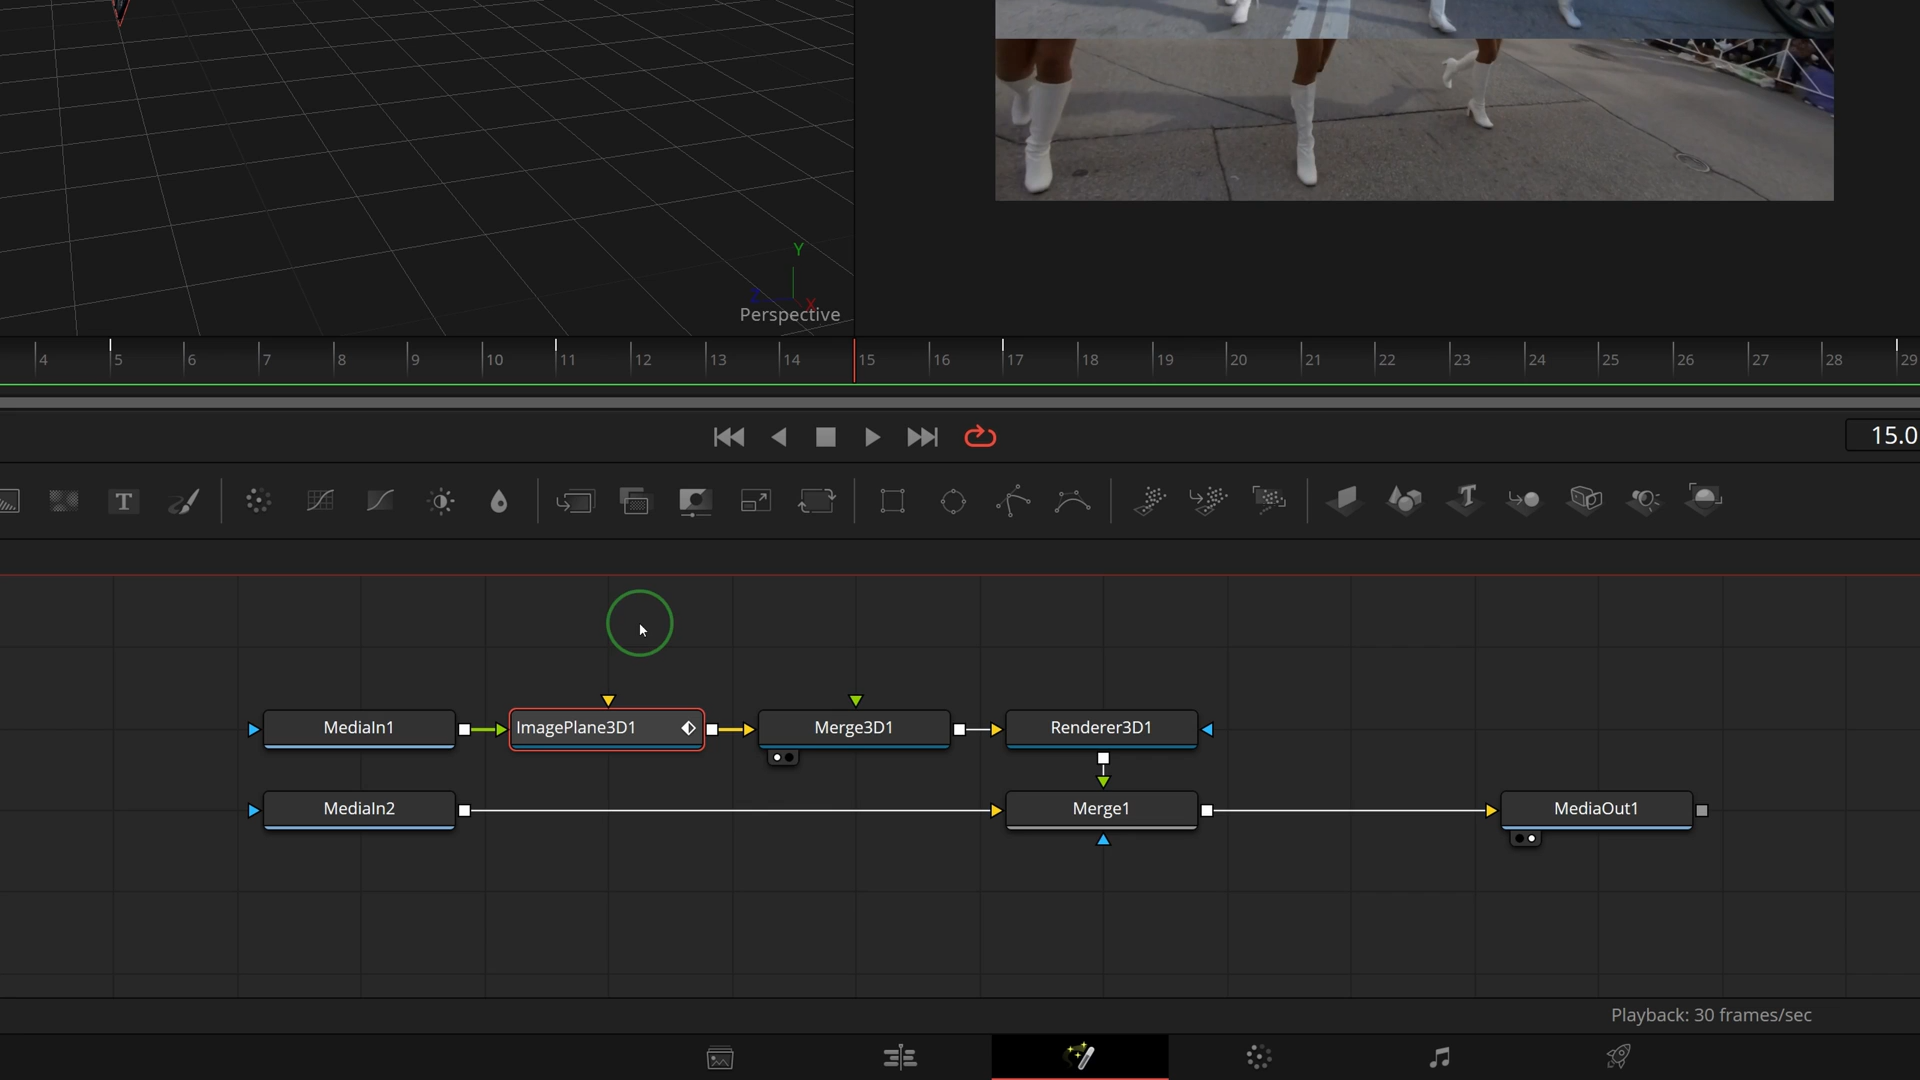 Y
Z
X
Perspective
4 5 6 7 8 9 10 11 12 13 14 15 16 17 18 19 20 21 22 23 24 25 26 27 28 29
15.0
T
MediaIn1
ImagePlane3D1
Merge3D1
Renderer3D1
MediaIn2
Merge1
MediaOut1
Playback: 30 frames/sec